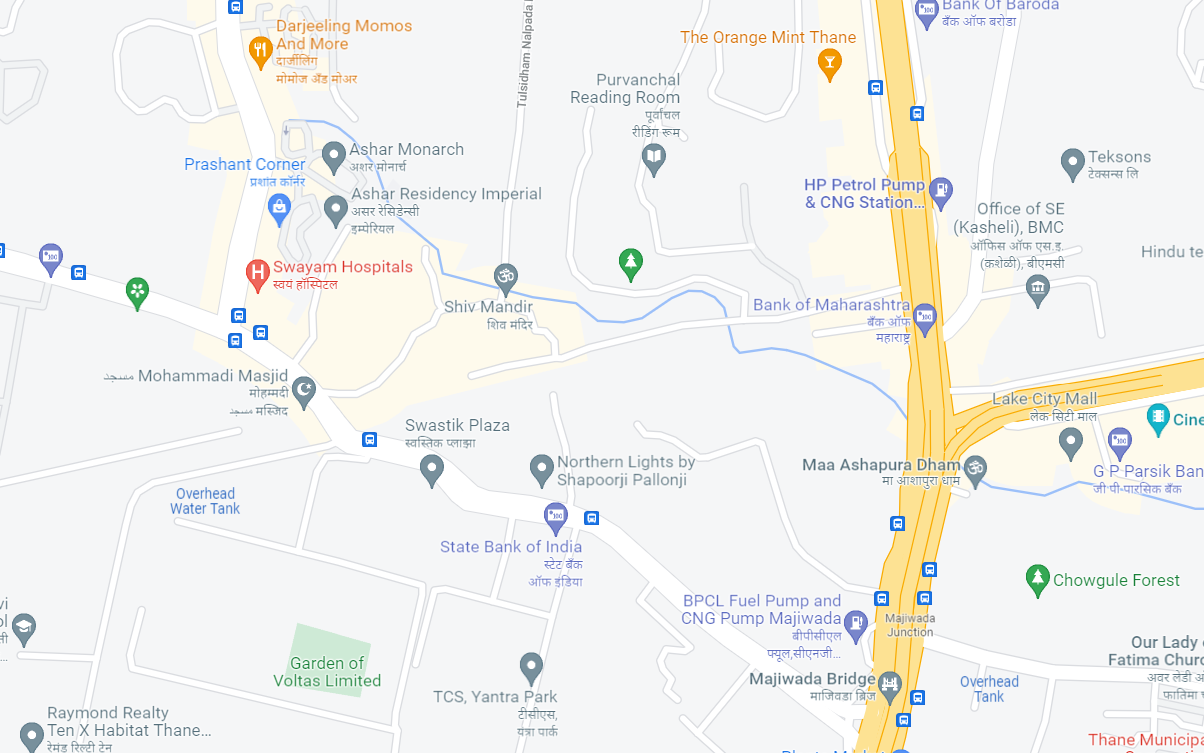 Darjeeling Momos
And More
दार्जीलिंग
मोमोज अँड मोअर
Tulsidham Nalpada
The Orange Mint Thane
Bank Of Baroda
बँक ऑफ बरोडा
Purvanchal
Reading Room
पूर्वांचल
रीडिंग रूम
Ashar Monarch
अशर मोनार्च
Prashant Corner
प्रशांत कॉर्नर
Ashar Residency Imperial
असर रेसिडेन्सी
इम्पेरियल
Teksons
टेक्सन्स लि
HP Petrol Pump
& CNG Station...
Office of SE
(Kasheli), BMC
ऑफिस ऑफ एस.इ.
(कशेळी), बीएमसी
Hindu te
Swayam Hospitals
स्वयं हॉस्पिटल
Shiv Mandir
शिव मंदिर
Bank of Maharashtra
बँक ऑफ
महाराष्ट्र
مسجد Mohammadi Masjid
मोहम्मदी
مسجد मस्जिद
Lake City Mall
लेक सिटी माल
Cine
Swastik Plaza
स्वस्तिक प्लाझा
Northern Lights by
Shapoorji Pallonji
Maa Ashapura Dham
मा आशापुरा धाम
G P Parsik Ban
जी पी-पारसिक बँक
Overhead
Water Tank
State Bank of India
स्टेट बँक
ऑफ इंडिया
Chowgule Forest
BPCL Fuel Pump and
CNG Pump Majiwada
बीपीसीएल
फ्यूल,सीएनजी...
Majiwada
Junction
Our Lady
Fatima Churc
अवर लेडी
फातिमा
Garden of
Voltas Limited
TCS, Yantra Park
टीसीएस,
यंत्रा पार्क
Majiwada Bridge
माजिवडा ब्रिज
Overhead
Tank
Raymond Realty
Ten X Habitat Thane...
रेमंड रिल्टी टेन
Thane Municipa